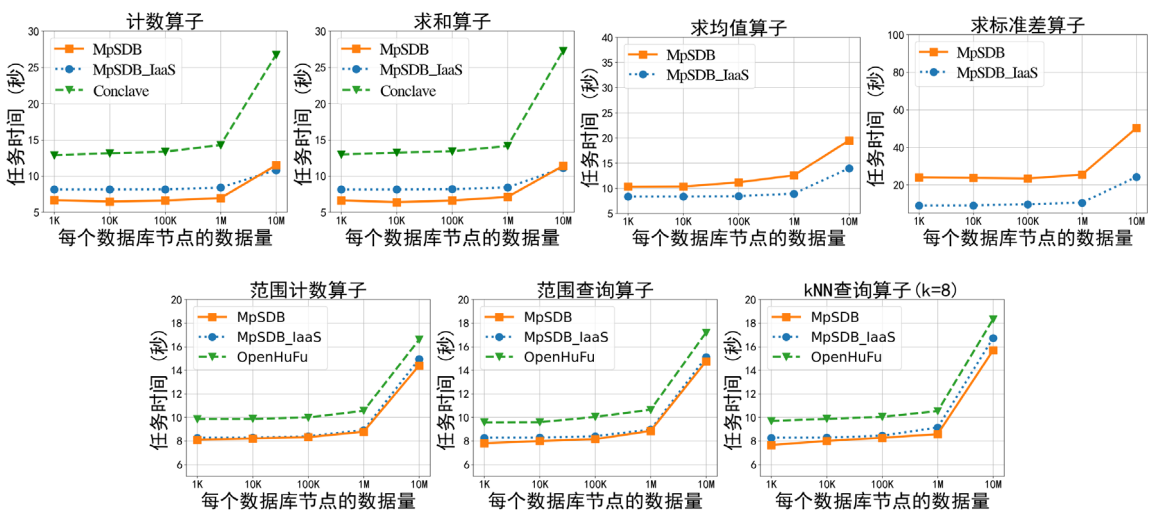 计数算子
任务时间（秒）
30
25
20
15
10
5
MpSDB
MpSDB_IaaS
Conclave
1K 10K 100K 1M 10M
每个数据库节点的数据量
求和算子
任务时间（秒）
30
25
20
15
10
5
MpSDB
MpSDB_IaaS
Conclave
1K 10K 100K 1M 10M
每个数据库节点的数据量
求均值算子
任务时间（秒）
40
35
30
25
20
15
10
5
MpSDB
MpSDB_IaaS
1K 10K 100K 1M 10M
每个数据库节点的数据量
求标准差算子
任务时间（秒）
100
80
60
40
20
MpSDB
MpSDB_IaaS
1K 10K 100K 1M 10M
每个数据库节点的数据量
范围计数算子
任务时间（秒）
20
18
16
14
12
10
8
6
MpSDB
MpSDB_IaaS
OpenHuFu
1K 10K 100K 1M 10M
每个数据库节点的数据量
范围查询算子
任务时间（秒）
20
18
16
14
12
10
8
6
MpSDB
MpSDB_IaaS
OpenHuFu
1K 10K 100K 1M 10M
每个数据库节点的数据量
kNN查询算子(k=8)
任务时间（秒）
20
18
16
14
12
10
8
6
MpSDB
MpSDB_IaaS
OpenHuFu
1K 10K 100K 1M 10M
每个数据库节点的数据量